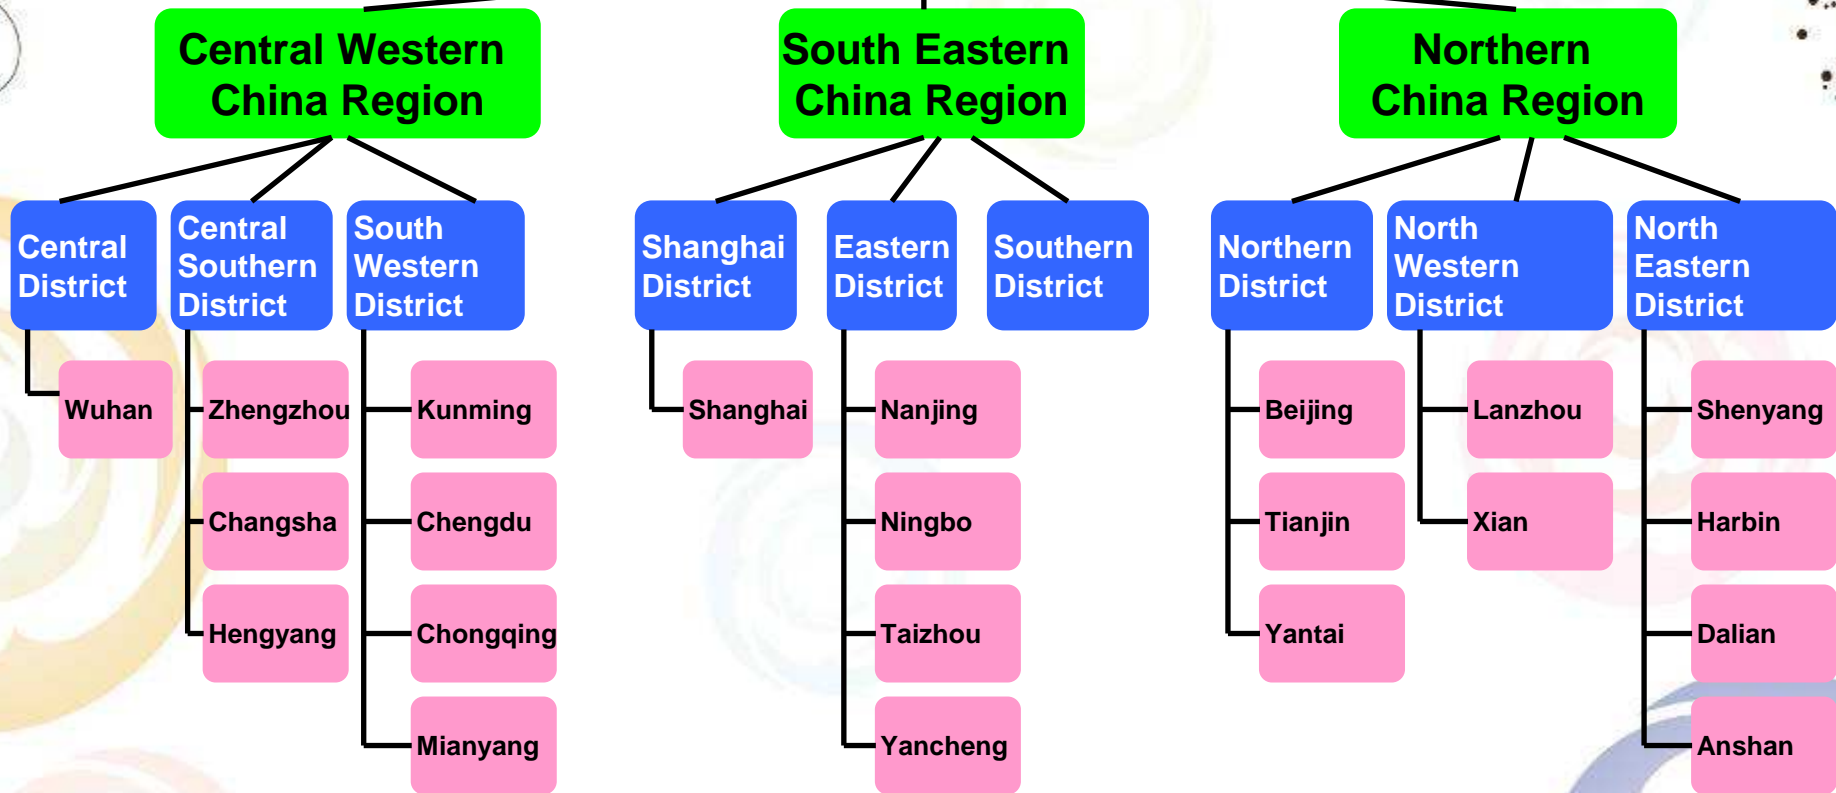 Central Western
China Region
South Eastern
China Region
Northern
China Region
Central
District
Central
Southern
District
South
Western
District
Shanghai
District
Eastern
District
Southern
District
Northern
District
North
Western
District
North
Eastern
District
Wuhan
Zhengzhou
Changsha
Hengyang
Kunming
Chengdu
Chongqing
Mianyang
Shanghai
Nanjing
Ningbo
Taizhou
Yancheng
Beijing
Tianjin
Yantai
Lanzhou
Xian
Shenyang
Harbin
Dalian
Anshan